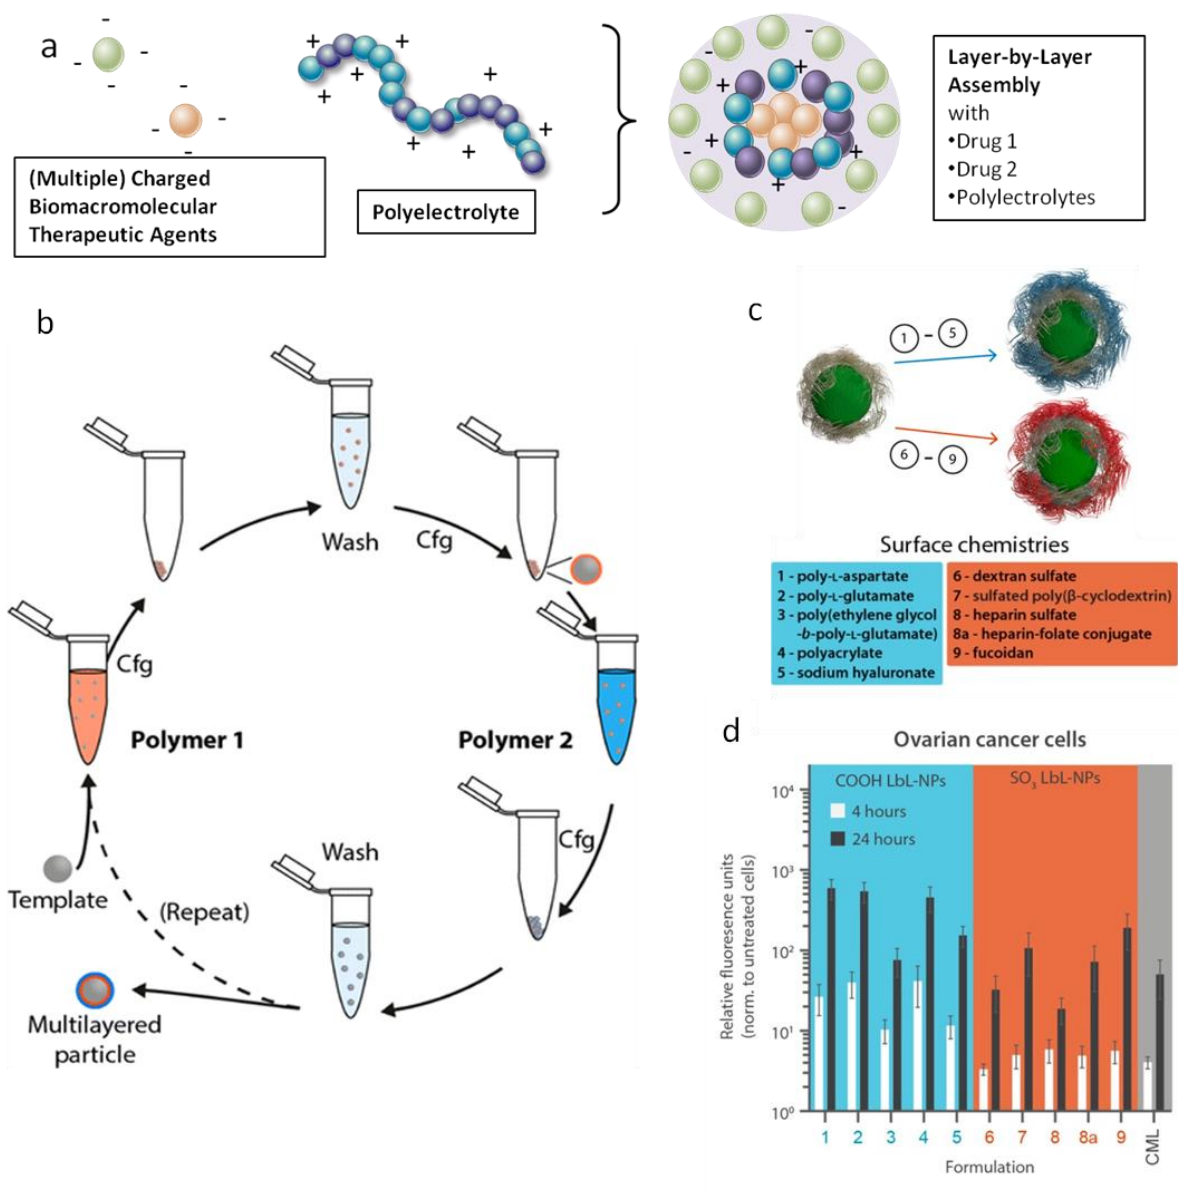 a
(Multiple) Charged
Biomacromolecular
Therapeutic Agents
Polyelectrolyte
Layer-by-Layer
Assembly
with
•Drug 1
•Drug 2
•Polylectrolytes
b
Wash
Cfg
Cfg
Polymer 1
Polymer 2
Cfg
Wash
Template
(Repeat)
Multilayered
particle
c
1 - 5
6 - 9
Surface chemistries
1 - poly-L-aspartate
2 - poly-L-glutamate
3 - poly(ethylene glycol
-b-poly-L-glutamate)
4 - polyacrylate
5 - sodium hyaluronate
6 - dextran sulfate
7 - sulfated poly(β-cyclodextrin)
8 - heparin sulfate
8a - heparin-folate conjugate
9 - fucoidan
d
Ovarian cancer cells
COOH LbL-NPs
SO₃ LbL-NPs
4 hours
24 hours
Relative fluoresence units
(norm. to untreated cells)
10⁴
10³
10²
10¹
10⁰
1 2 3 4 5 6 7 8 8a 9 CML
Formulation